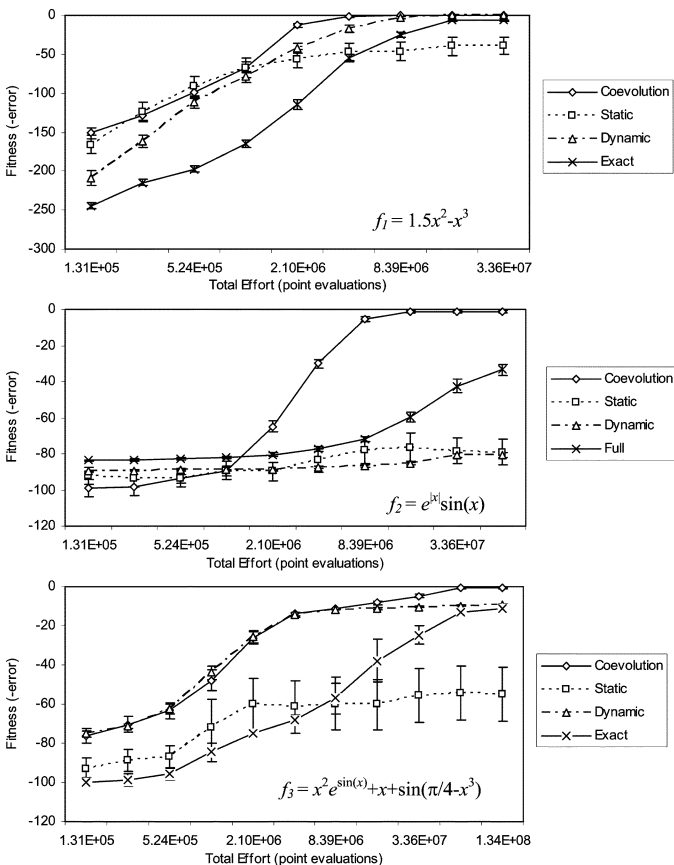 0
-50
-100
-150
-200
-250
-300
Fitness (-error)
1.31E+05 5.24E+05 2.10E+06 8.39E+06 3.36E+07
Total Effort (point evaluations)
f1 = 1.5x²-x³
Coevolution
Static
Dynamic
Exact
0
-20
-40
-60
-80
-100
-120
Fitness (-error)
1.31E+05 5.24E+05 2.10E+06 8.39E+06 3.36E+07
Total Effort (point evaluations)
f2 = e|x|sin(x)
Coevolution
Static
Dynamic
Full
0
-20
-40
-60
-80
-100
-120
Fitness (-error)
1.31E+05 5.24E+05 2.10E+06 8.39E+06 3.36E+07 1.34E+08
Total Effort (point evaluations)
f3 = x²esin(x)+x+sin(π/4-x³)
Coevolution
Static
Dynamic
Exact